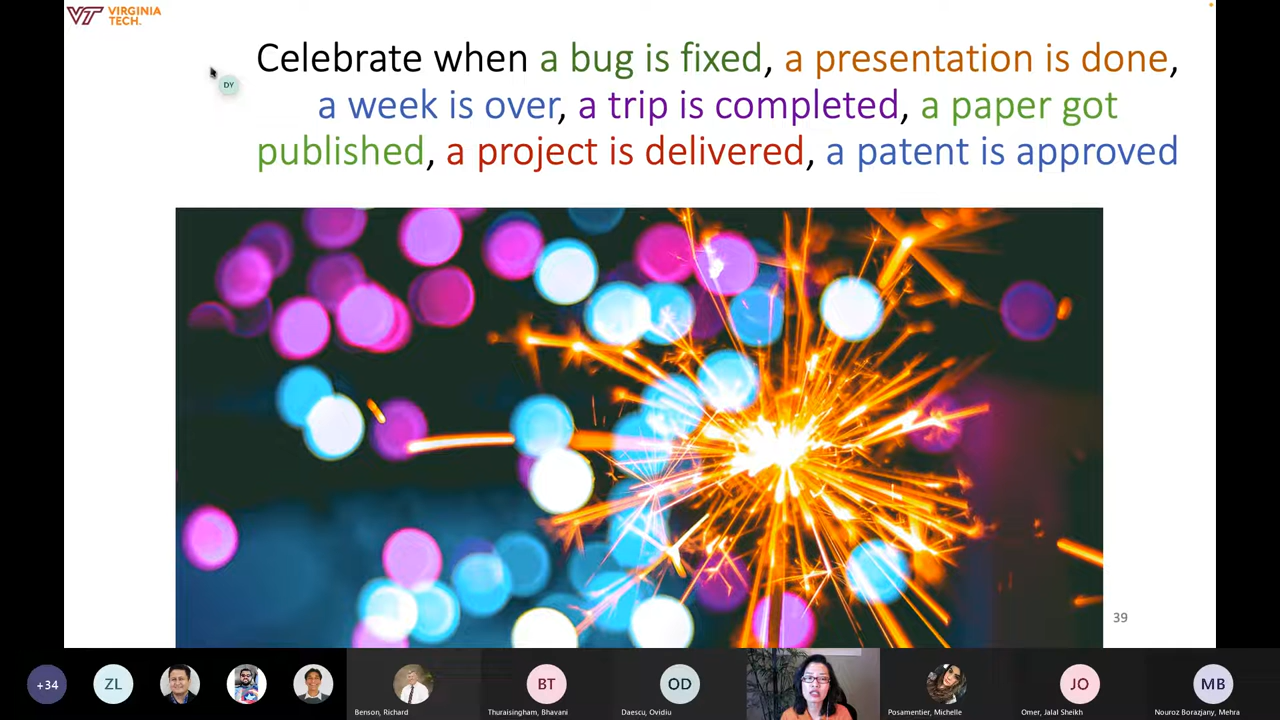 VIRGINIA
TECH.
Celebrate when a bug is fixed, a presentation is done,
a week is over, a trip is completed, a paper got
published, a project is delivered, a patent is approved
DY
39
+34
ZL
BT
OD
JO
MB
Benson, Richard
Thuraisingham, Bhavani
Daescu, Ovidiu
Posamentier, Michelle
Omer, Jalal Sheikh
Nouroz Borazjany, Mehra